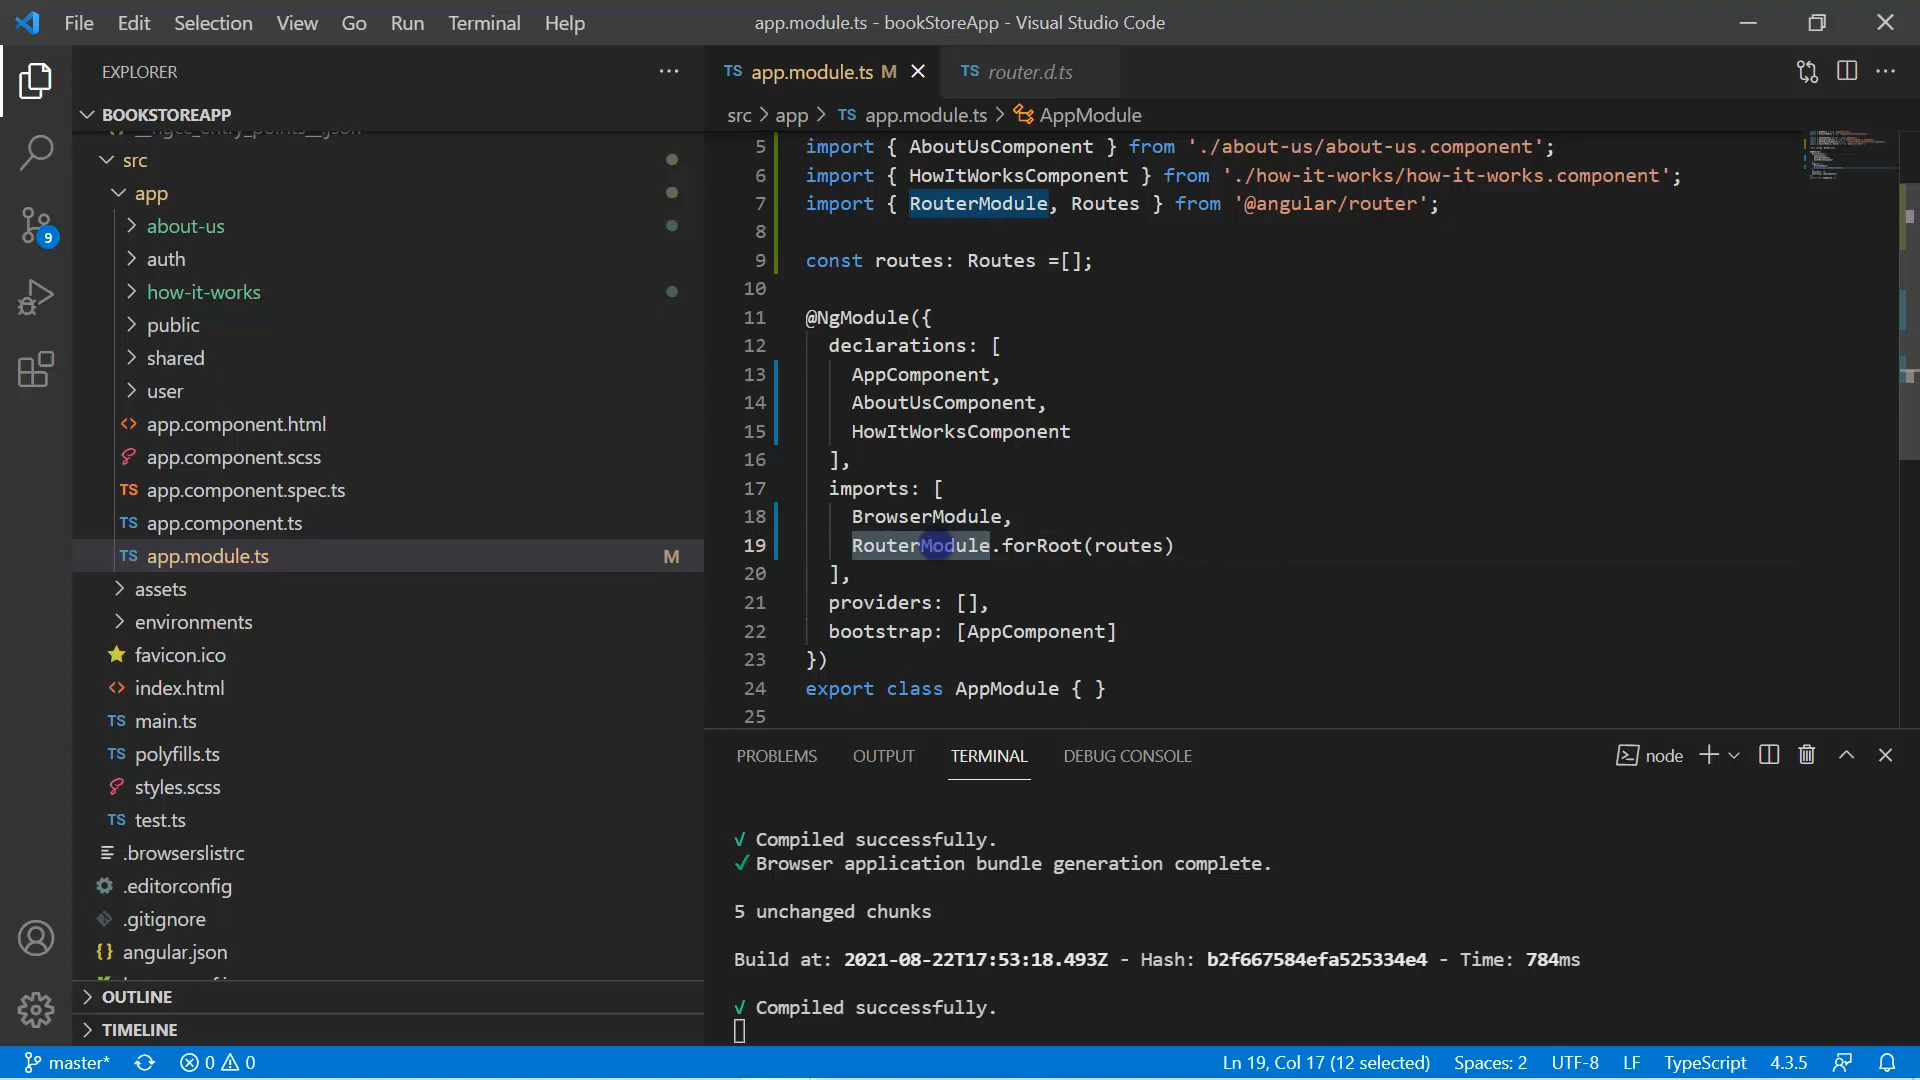 File Edit Selection View Go Run Terminal Help
app.module.ts - bookStoreApp - Visual Studio Code
EXPLORER
BOOKSTOREAPP
src
app
about-us
auth
how-it-works
public
shared
user
app.component.html
app.component.scss
TS app.component.spec.ts
TS app.component.ts
TS app.module.ts M
assets
environments
favicon.ico
index.html
TS main.ts
TS polyfills.ts
styles.scss
TS test.ts
.browserslistrc
.editorconfig
.gitignore
{} angular.json
OUTLINE
TIMELINE
9
TS app.module.ts M
TS router.d.ts
src > app > TS app.module.ts > AppModule
5 import { AboutUsComponent } from './about-us/about-us.component';
6 import { HowItWorksComponent } from './how-it-works/how-it-works.component';
7 import { RouterModule, Routes } from '@angular/router';
8
9 const routes: Routes =[];
10
11 @NgModule({
12 declarations: [
13 AppComponent,
14 AboutUsComponent,
15 HowItWorksComponent
16 ],
17 imports: [
18 BrowserModule,
19 RouterModule.forRoot(routes)
20 ],
21 providers: [],
22 bootstrap: [AppComponent]
23 })
24 export class AppModule { }
25
PROBLEMS OUTPUT TERMINAL DEBUG CONSOLE
node
√ Compiled successfully.
✓ Browser application bundle generation complete.
5 unchanged chunks
Build at: 2021-08-22T17:53:18.493Z - Hash: b2f667584efa525334e4 - Time: 784ms
√ Compiled successfully.
master* 0 0
Ln 19, Col 17 (12 selected) Spaces: 2 UTF-8 LF TypeScript 4.3.5